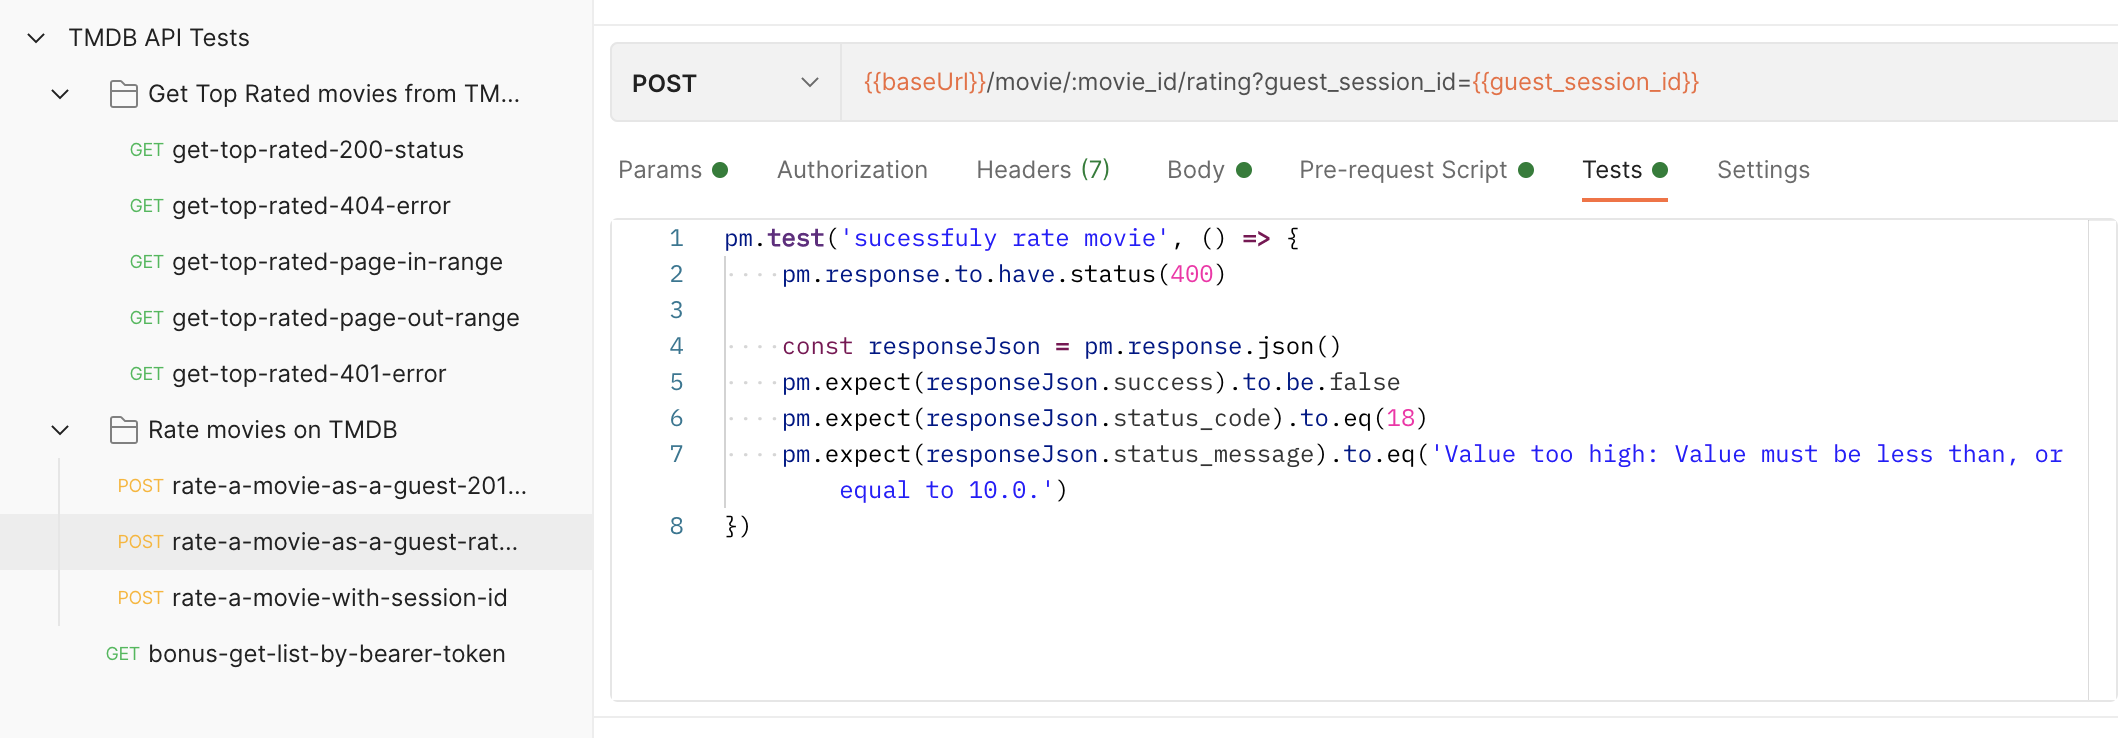 TMDB API Tests
Get Top Rated movies from TM...
GET get-top-rated-200-status
GET get-top-rated-404-error
GET get-top-rated-page-in-range
GET get-top-rated-page-out-range
GET get-top-rated-401-error
Rate movies on TMDB
POST rate-a-movie-as-a-guest-201...
POST rate-a-movie-as-a-guest-rat...
POST rate-a-movie-with-session-id
GET bonus-get-list-by-bearer-token
POST {{baseUrl}}/movie/:movie_id/rating?guest_session_id={{guest_session_id}}
Params Authorization Headers (7) Body Pre-request Script Tests Settings
1 pm.test('sucessfuly rate movie', () => {
2 pm.response.to.have.status(400)
3
4 const responseJson = pm.response.json()
5 pm.expect(responseJson.success).to.be.false
6 pm.expect(responseJson.status_code).to.eq(18)
7 pm.expect(responseJson.status_message).to.eq('Value too high: Value must be less than, or
equal to 10.0.')
8 })